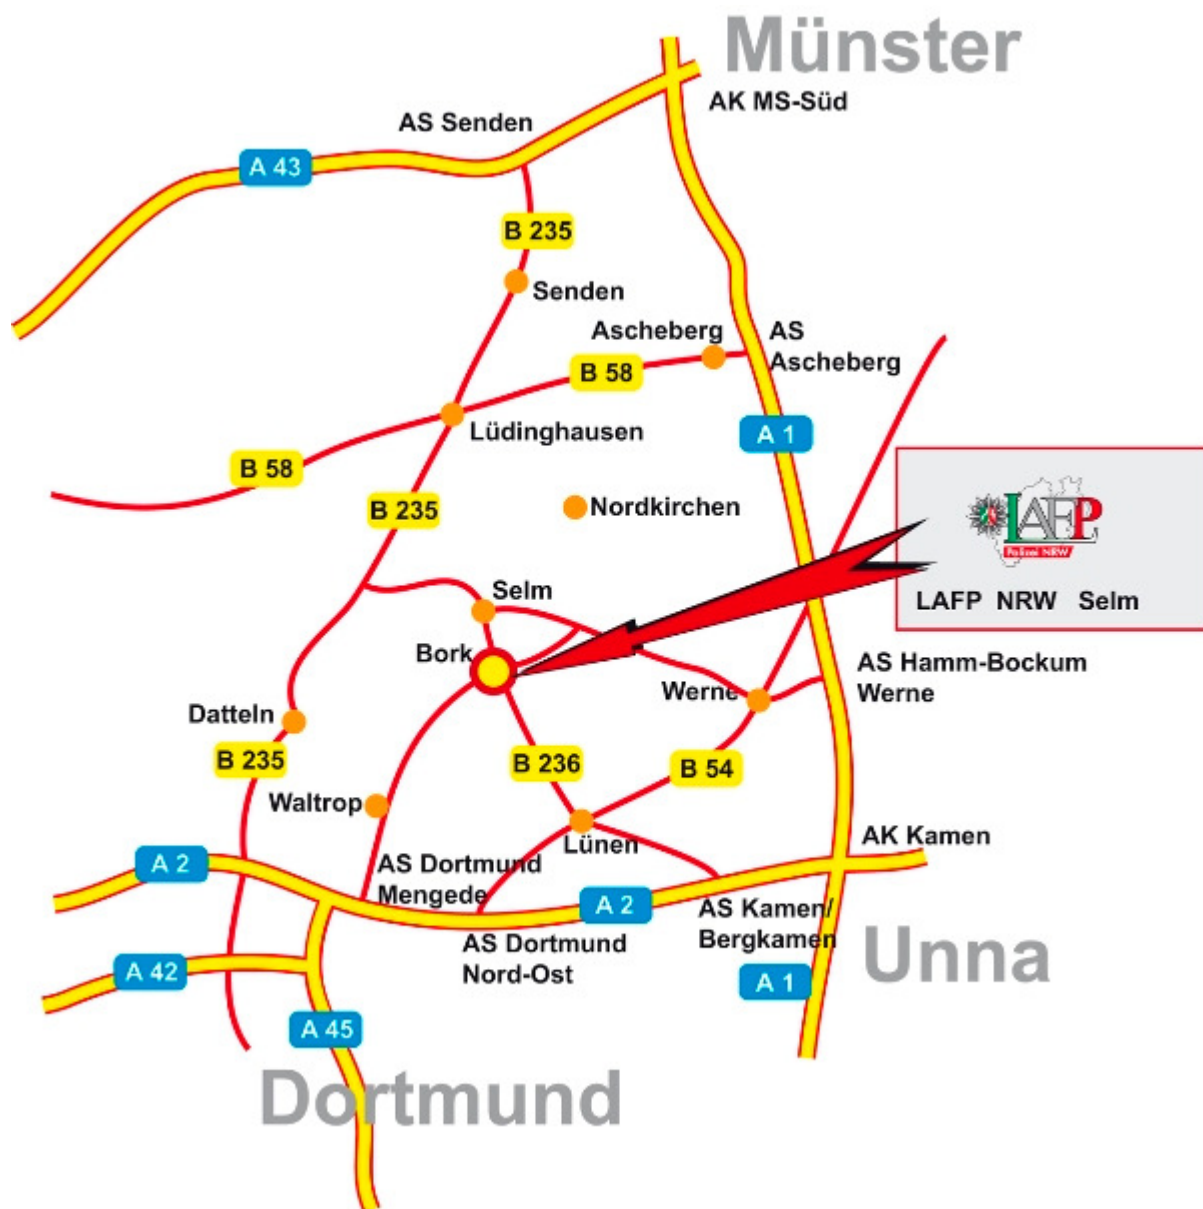 Münster
AK MS-Süd
AS Senden
A 43
B 235
Senden
Ascheberg
AS
Ascheberg
B 58
Lüdinghausen
A 1
B 58
B 235
Nordkirchen
LAFP
Polizei NRW
LAFP NRW Selm
Selm
Bork
AS Hamm-Bockum
Werne
Werne
Datteln
B 235
B 236
B 54
Waltrop
Lünen
AK Kamen
A 2
AS Dortmund
Mengede
A 2
AS Kamen/
Bergkamen
AS Dortmund
Nord-Ost
Unna
A 42
A 1
A 45
Dortmund